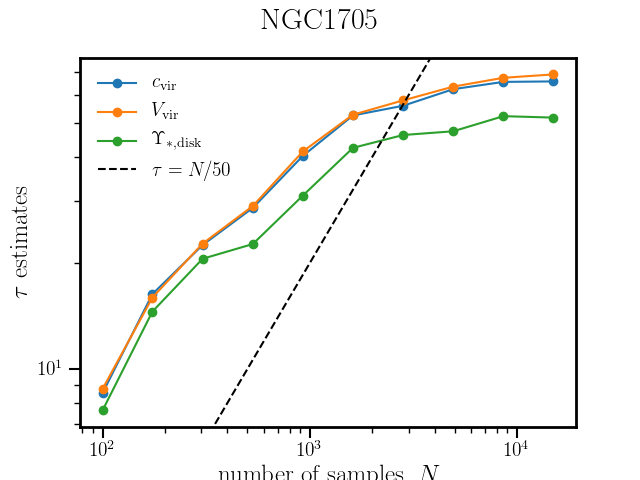 NGC1705
c_vir
V_vir
Υ_{*,disk}
τ = N/50
τ estimates
10^1
10^2
10^3
10^4
number of samples, N